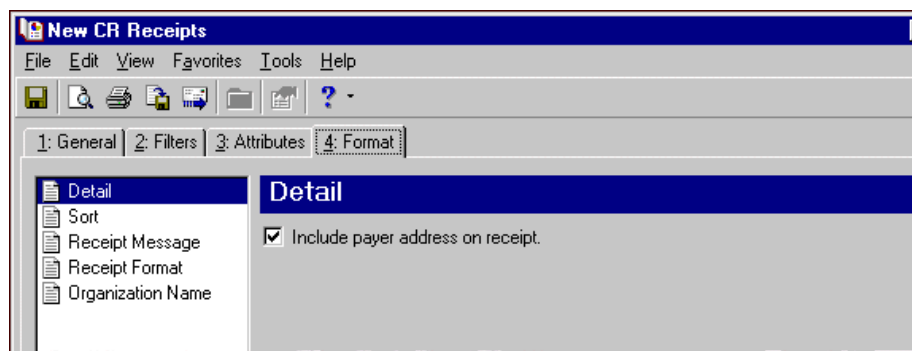 New CR Receipts
File Edit View Favorites Tools Help
?
1: General 2: Filters 3: Attributes 4: Format
Detail
Sort
Receipt Message
Receipt Format
Organization Name
Detail
Include payer address on receipt.